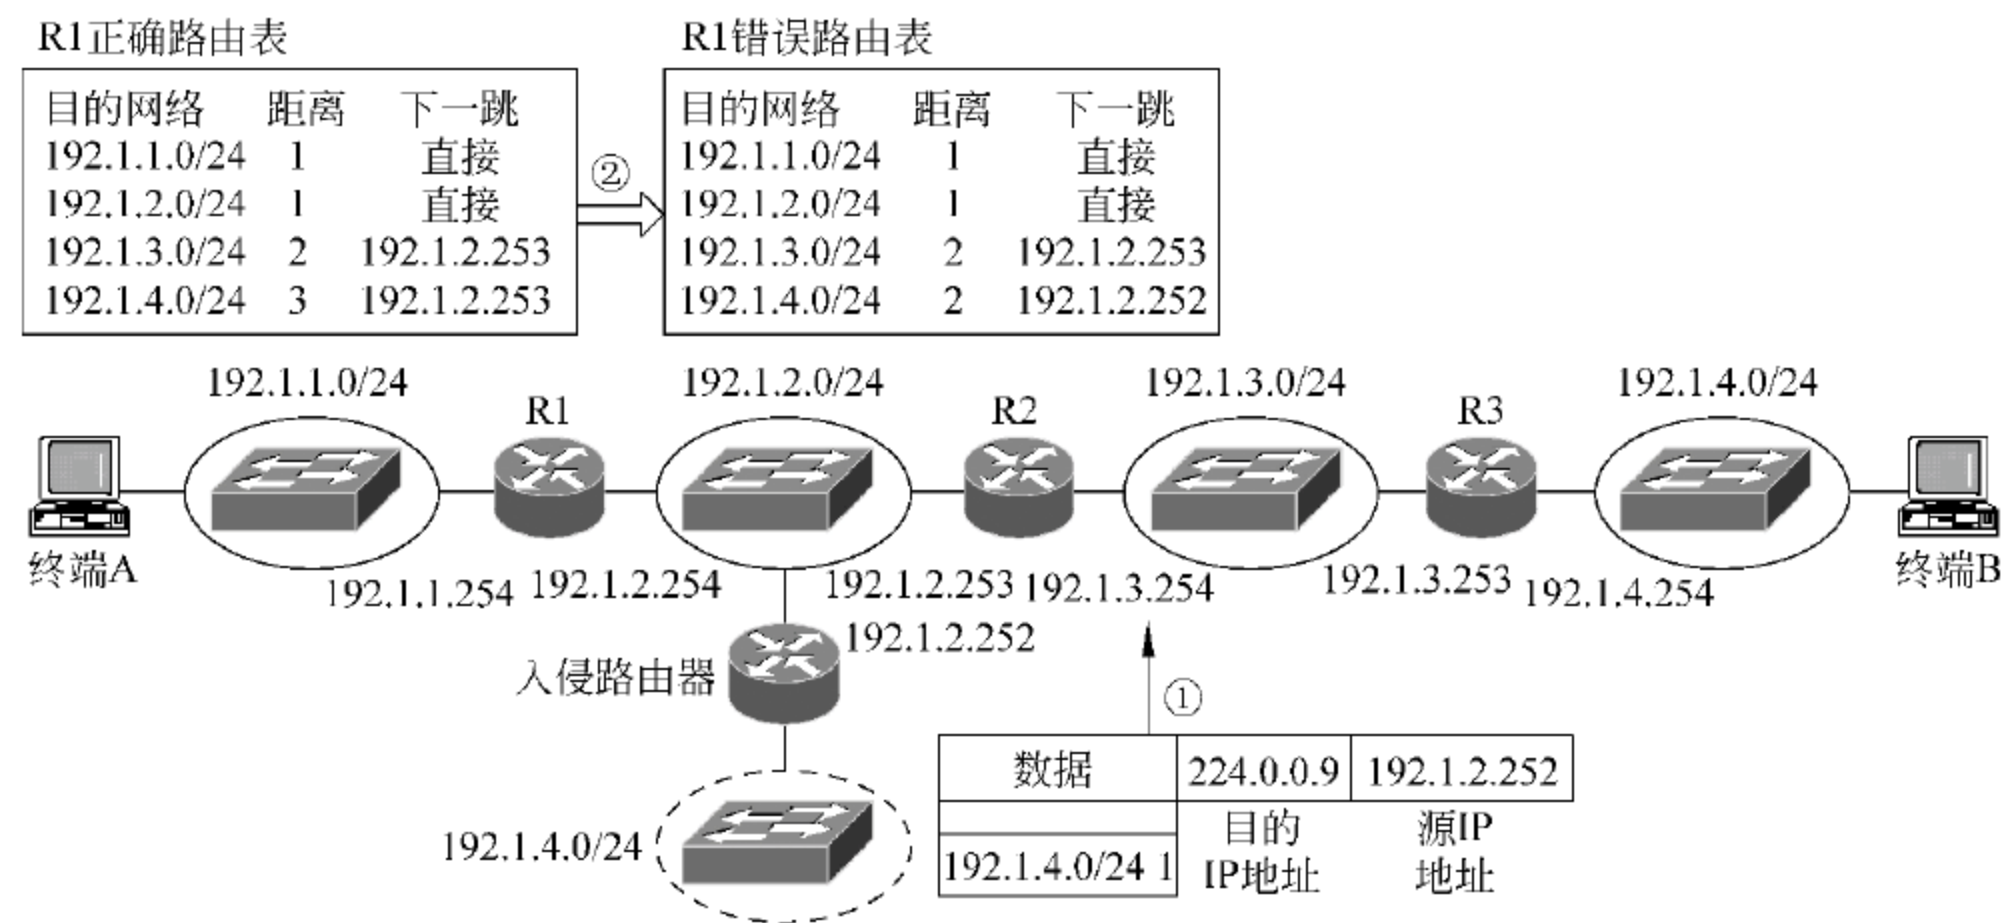 R1正确路由表
目的网络 距离 下一跳
192.1.1.0/24 1 直接
192.1.2.0/24 1 直接
192.1.3.0/24 2 192.1.2.253
192.1.4.0/24 3 192.1.2.253
②
R1错误路由表
目的网络 距离 下一跳
192.1.1.0/24 1 直接
192.1.2.0/24 1 直接
192.1.3.0/24 2 192.1.2.253
192.1.4.0/24 2 192.1.2.252
192.1.1.0/24
R1
192.1.2.0/24
R2
192.1.3.0/24
R3
192.1.4.0/24
终端A
192.1.1.254
192.1.2.254
192.1.2.253
192.1.3.254
192.1.3.253
192.1.4.254
终端B
192.1.2.252
入侵路由器
①
数据 224.0.0.9 192.1.2.252
目的 源IP
192.1.4.0/24 1 IP地址 地址
192.1.4.0/24